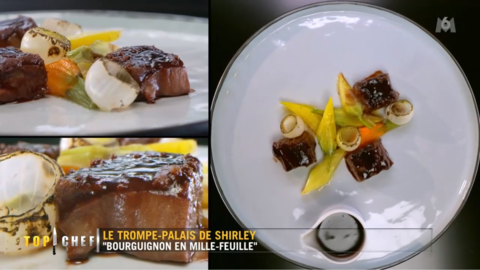 M6
TOP CHEF
LE TROMPE-PALAIS DE SHIRLEY
"BOURGUIGNON EN MILLE-FEUILLE"